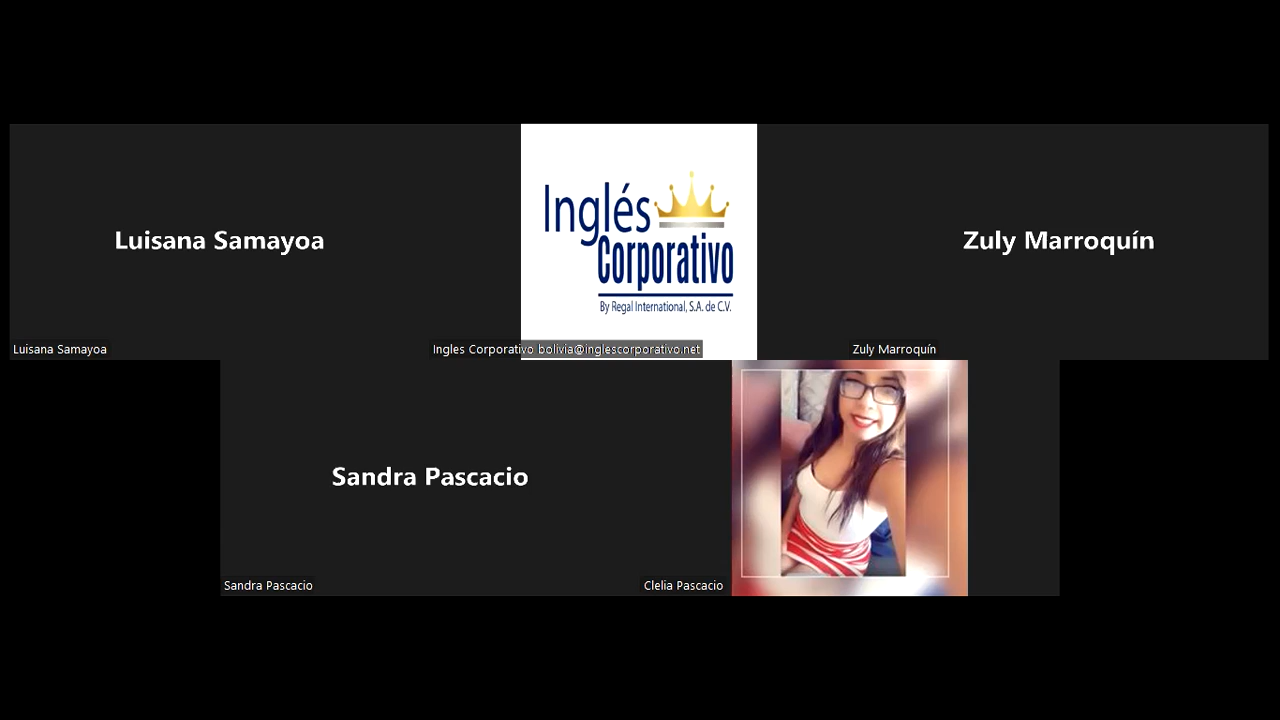 Luisana Samayoa
Inglés
Corporativo
By Regal International, S.A. de C.V.
Zuly Marroquín
Luisana Samayoa
Ingles Corporativo bolivia@inglescorporativo.net
Zuly Marroquín
Sandra Pascacio
Sandra Pascacio
Clelia Pascacio